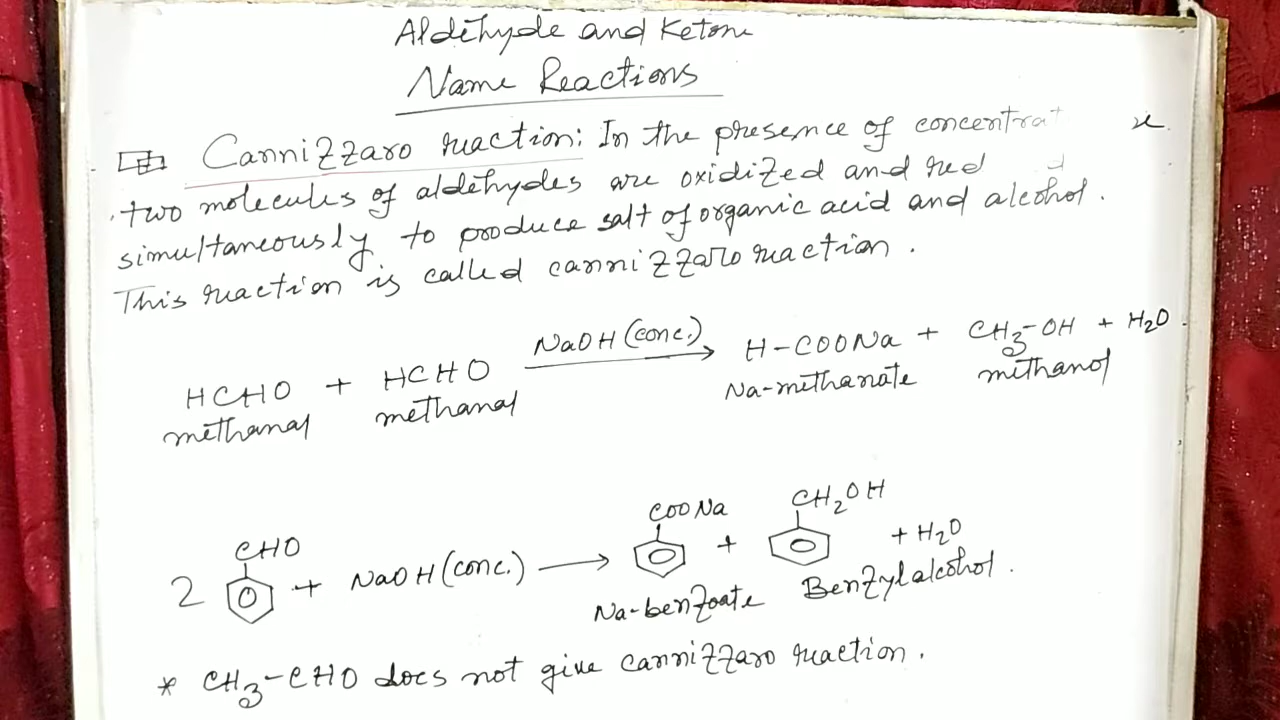 Aldehyde and Ketone
Name Reactions
Cannizzaro reaction: In the presence of
two molecules of aldehydes are oxidized and
simultaneously to produce salt of organic acid and alcohol.
This reaction is called cannizzaro reaction.
HCHO + HCHO NaOH (conc.) → H-COONa + CH3-OH + H2O
methanal methanal Na-methanate methanol
CHO COONa CH2OH
2 + NaOH (conc.) → + + H2O
Na-benzoate Benzylalcohol.
* CH3-CHO does not give cannizzaro reaction.